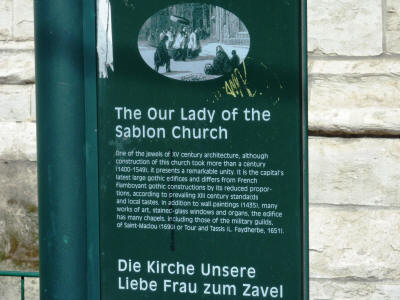 The Our Lady of the
Sablon Church
One of the jewels of XV century architecture, although
construction of this church took more than a century
(1400-1549), it presents a remarkable unity. It is the capital's
latest large gothic edifices and differs from French
Flamboyant gothic constructions by its reduced propor-
tions, according to prevailing XIII century standards
and local tastes. In addition to wall paintings (1435), many
works of art, stained-glass windows and organs, the edifice
has many chapels, including those of the military guilds,
of Saint-Maclou (1690) or Tour and Tassis (L. Faydherbe, 1651).
Die Kirche Unsere
Liebe Frau zum Zavel